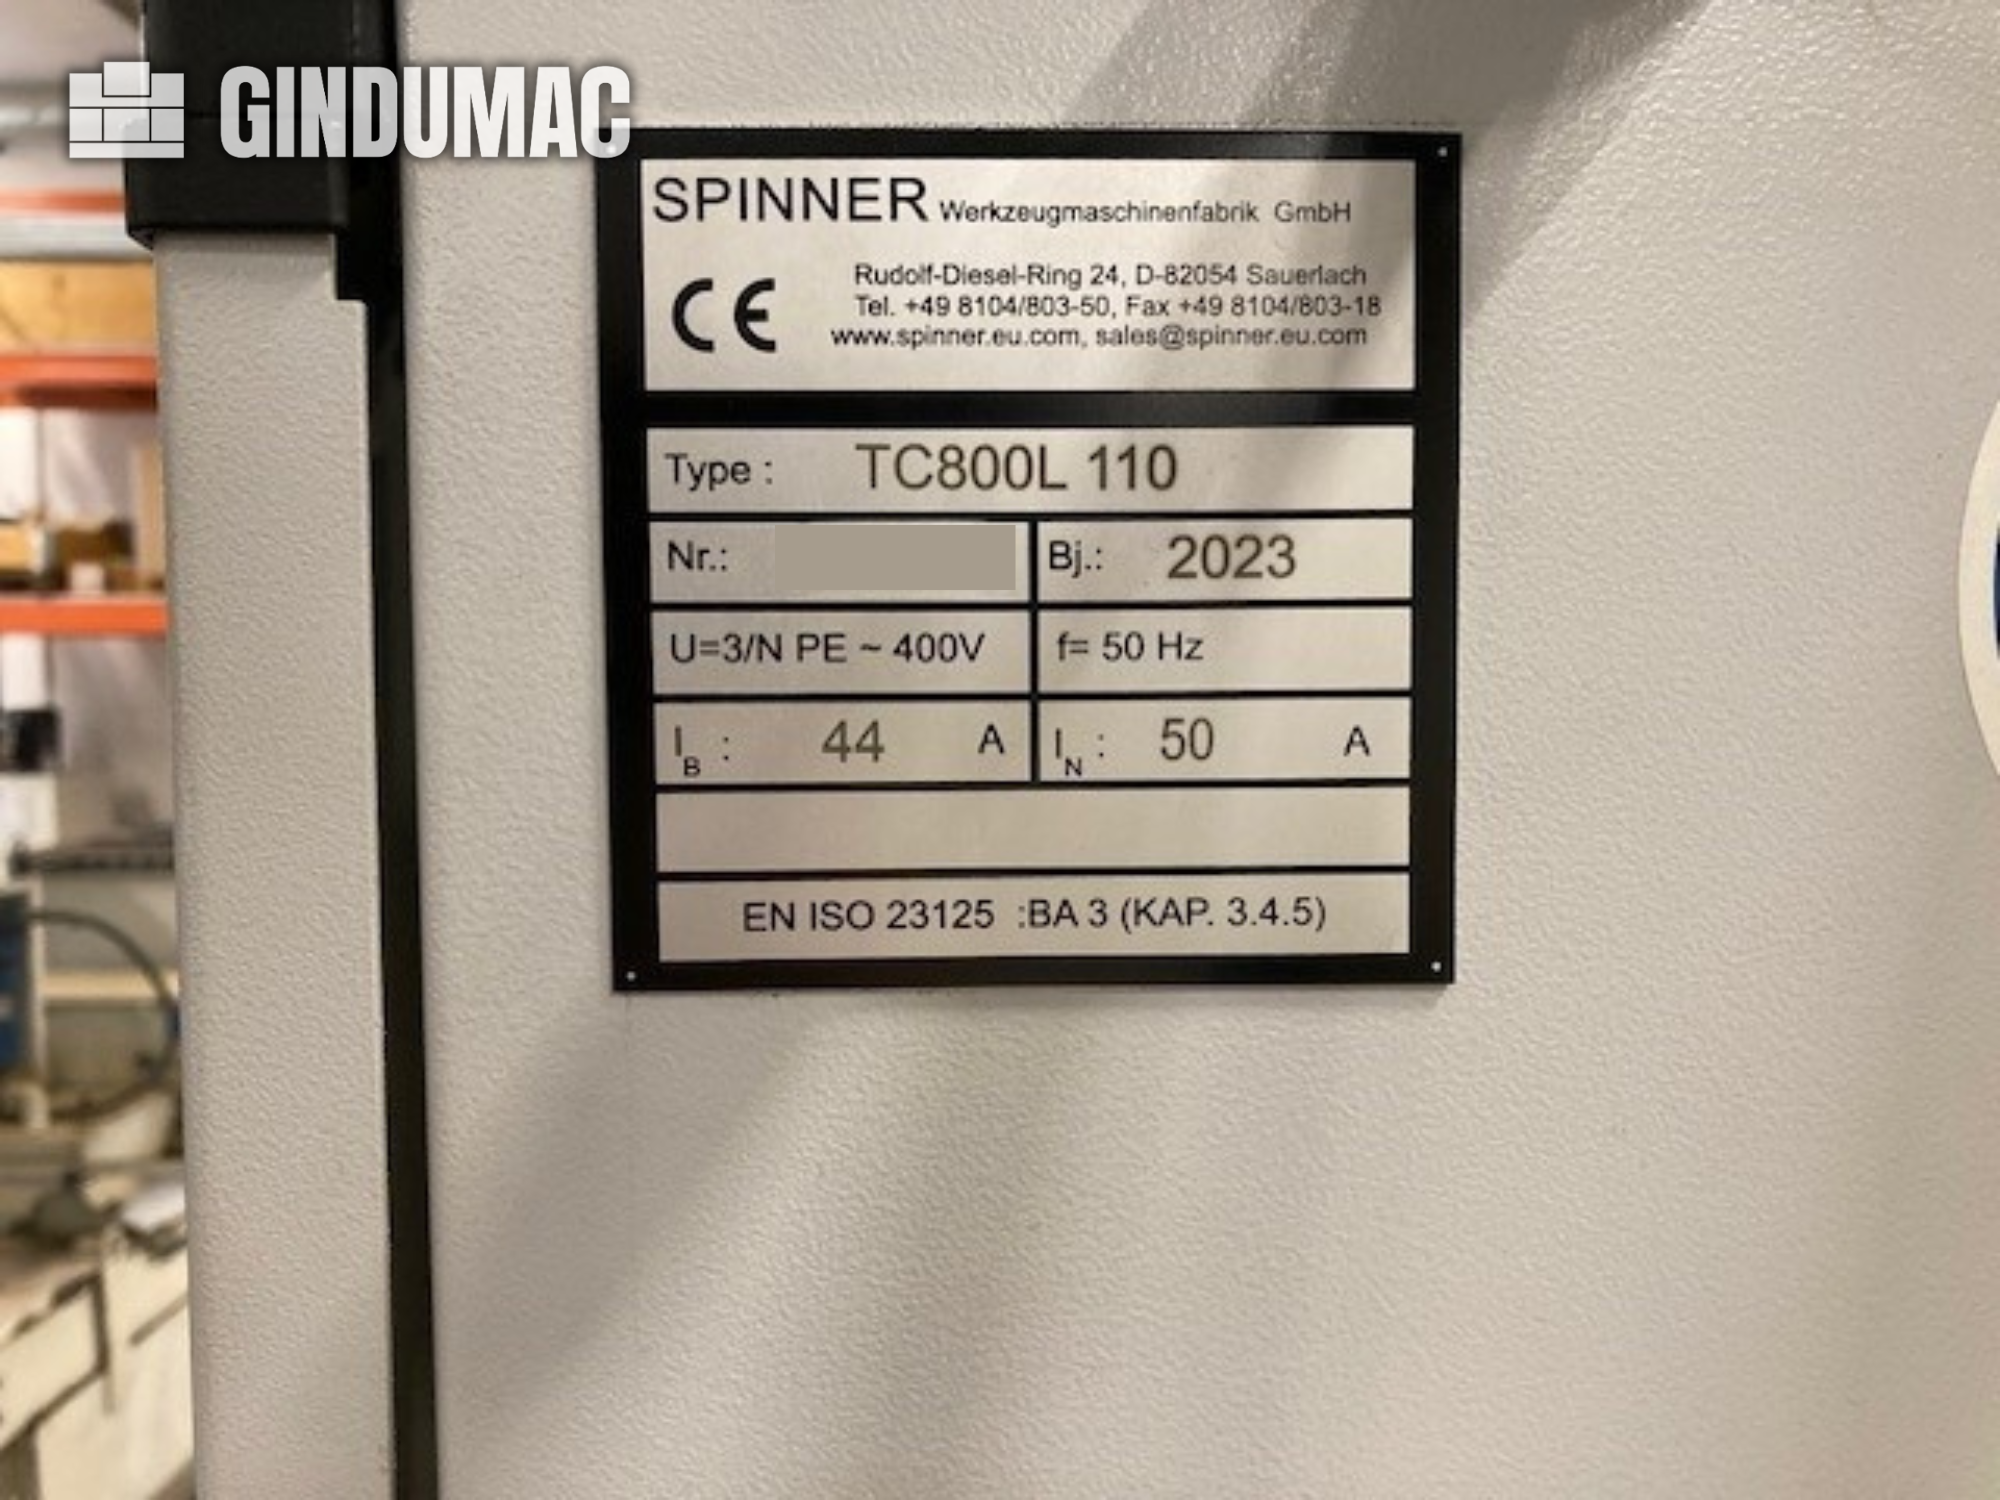 GINDUMAC
SPINNER Werkzeugmaschinenfabrik GmbH
CE
Rudolf-Diesel-Ring 24, D-82054 Sauerlach
Tel. +49 8104/803-50, Fax +49 8104/803-18
www.spinner.eu.com, sales@spinner.eu.com
Type : TC800L 110
Nr.: Bj.: 2023
U=3/N PE ~ 400V f= 50 Hz
I_B : 44 A I_N : 50 A
EN ISO 23125 :BA 3 (KAP. 3.4.5)